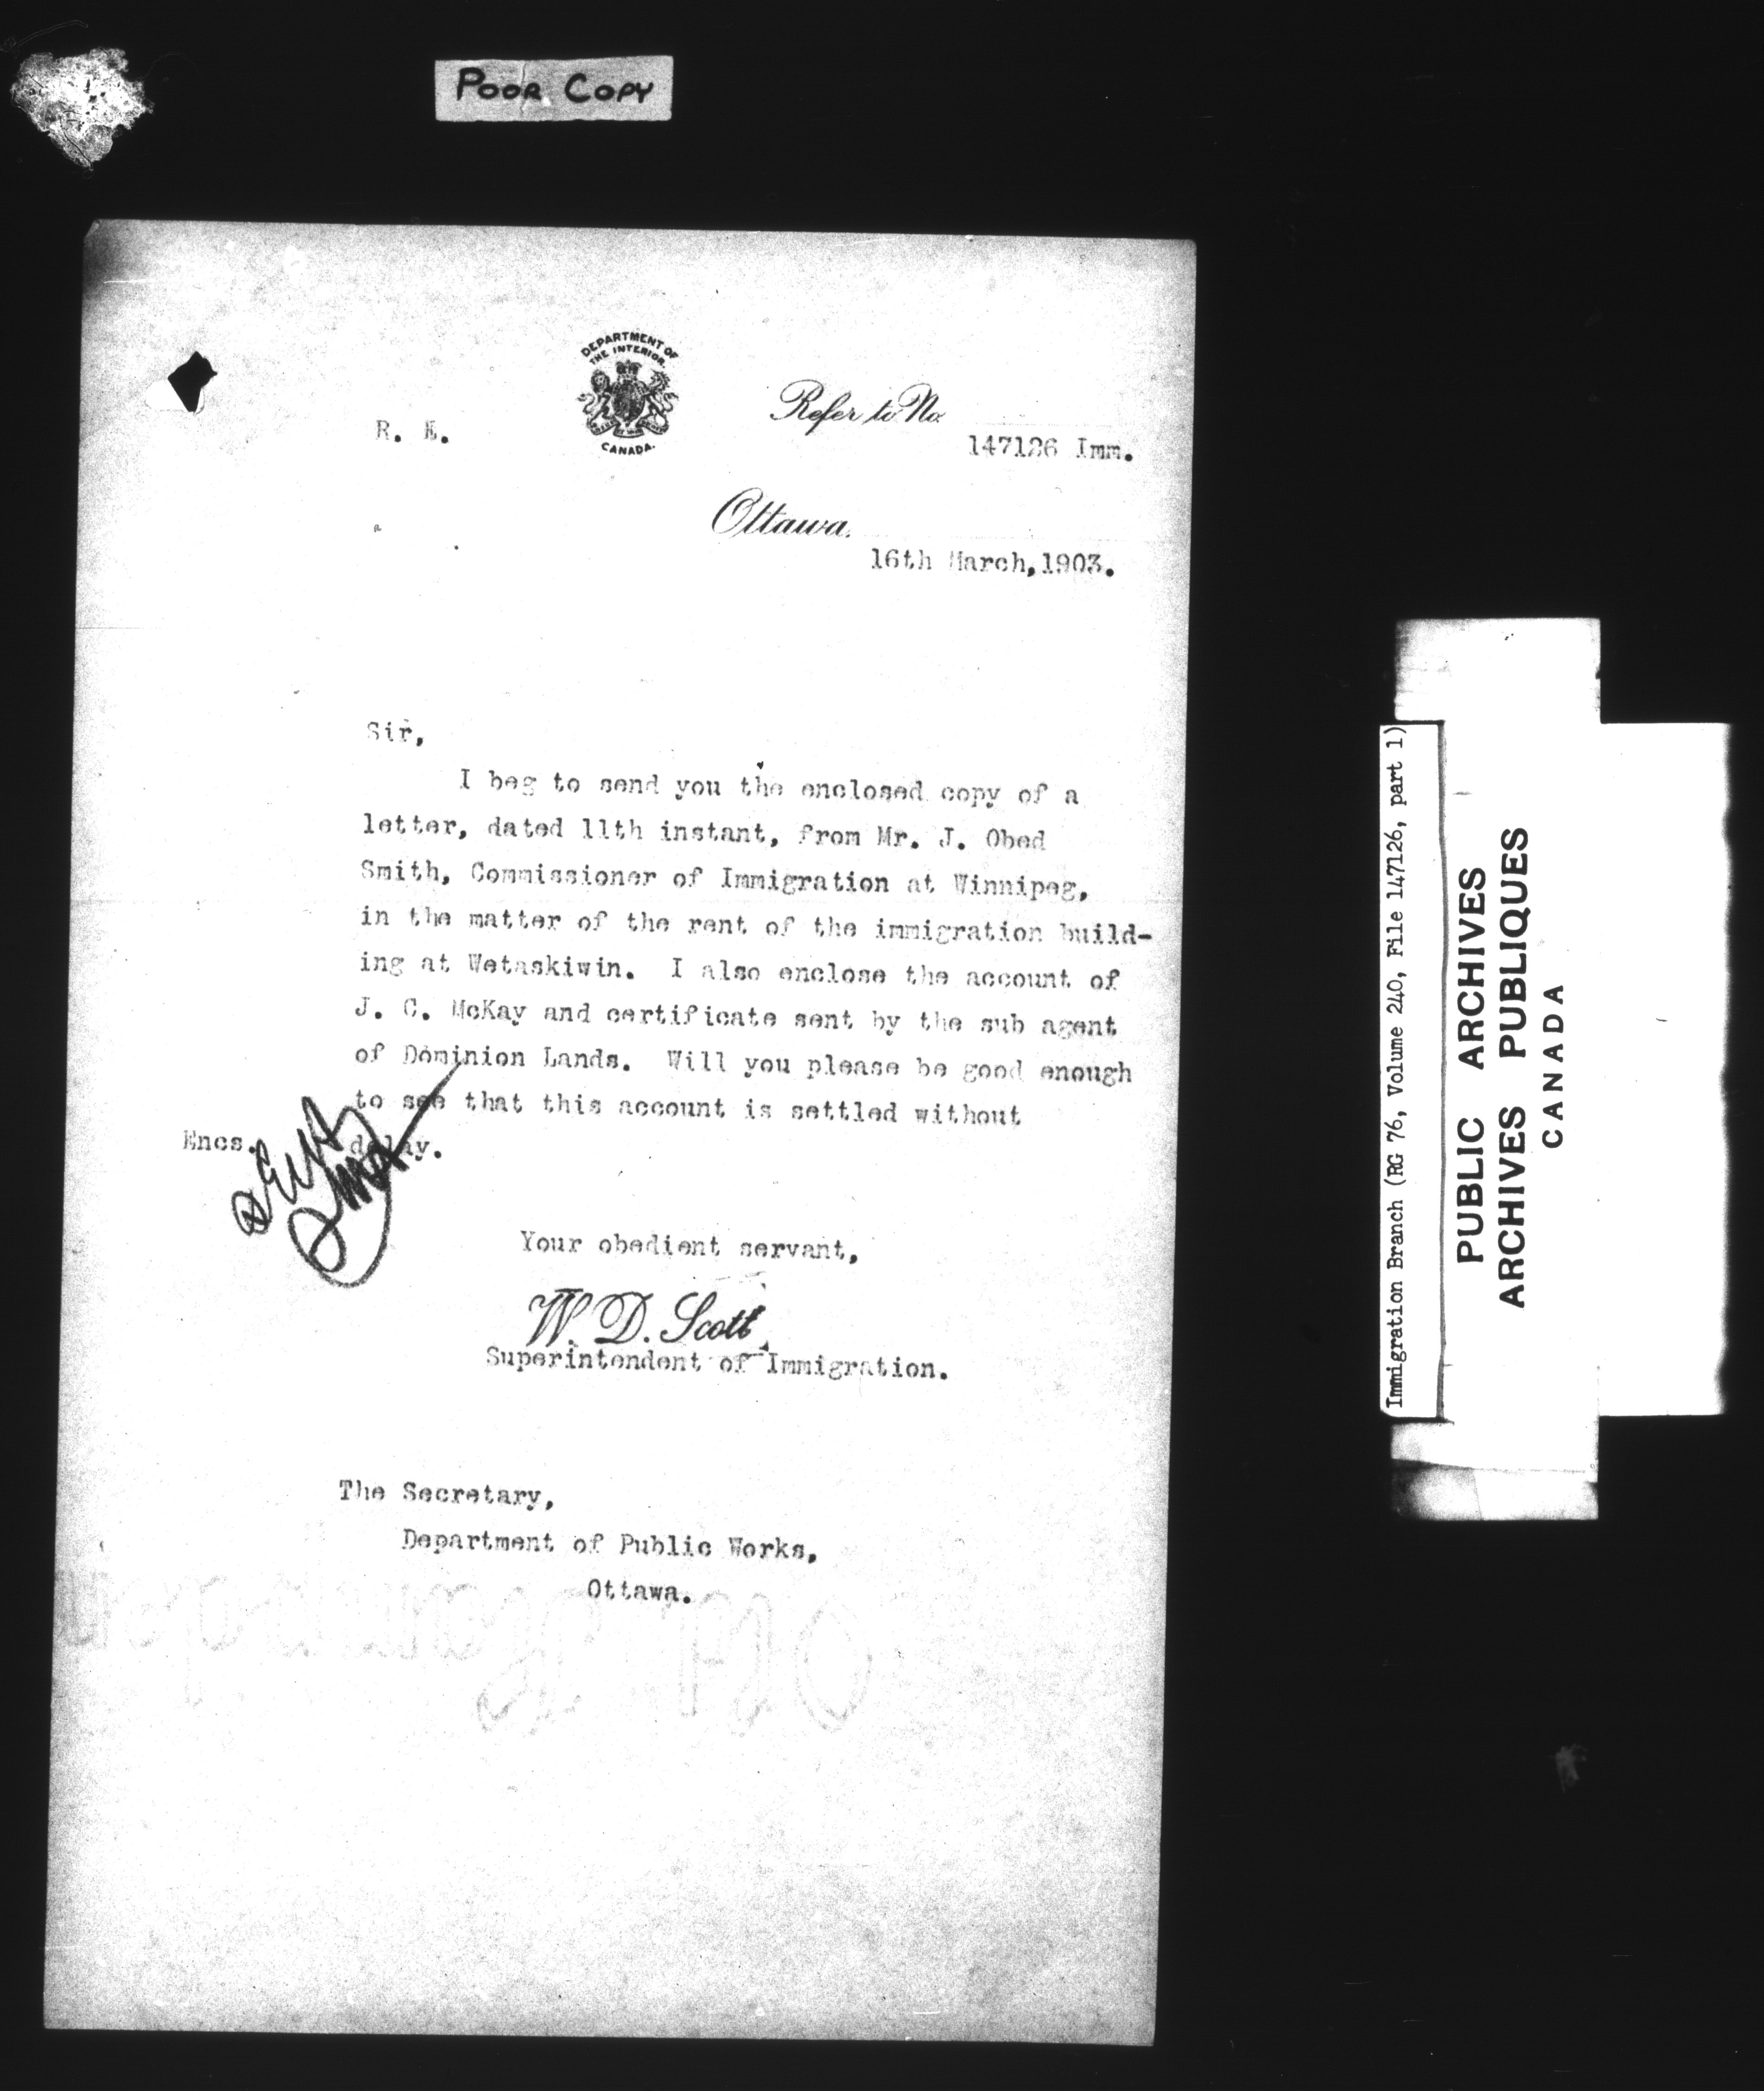 POOR COPY
DEPARTMENT OF
THE INTERIOR.
CANADA.
R. E.
Refer to No.
147126 Imm.
Ottawa,
16th March, 1903.
Sir,
I beg to send you the enclosed copy of a
letter, dated 11th instant, from Mr. J. Obed
Smith, Commissioner of Immigration at Winnipeg,
in the matter of the rent of the immigration build-
ing at Wetaskiwin. I also enclose the account of
J. C. McKay and certificate sent by the sub agent
of Dominion Lands. Will you please be good enough
to see that this account is settled without
Encs. delay.
Your obedient servant,
W. D. Scott
Superintendent of Immigration.
The Secretary,
Department of Public Works,
Ottawa.
Immigration Branch (RG 76, Volume 240, File 147126, part 1)
PUBLIC ARCHIVES
ARCHIVES PUBLIQUES
CANADA